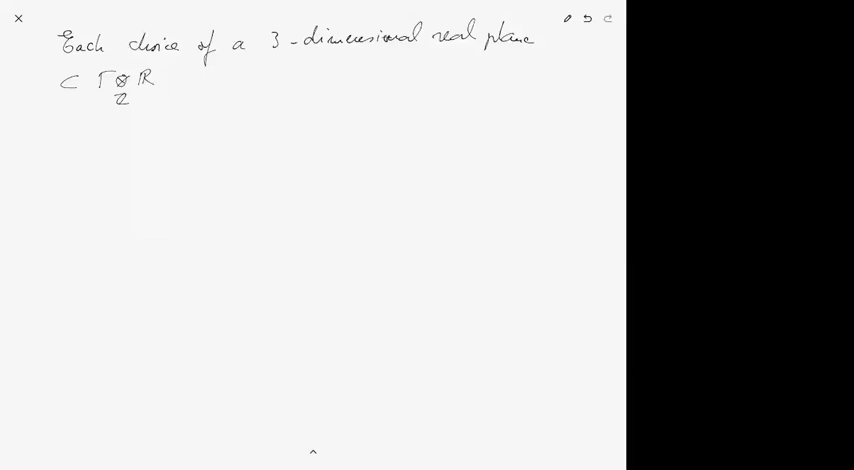 Each choice of a 3-dimensional real plane
⊂ Γ ⊗ ℝ
ℤ